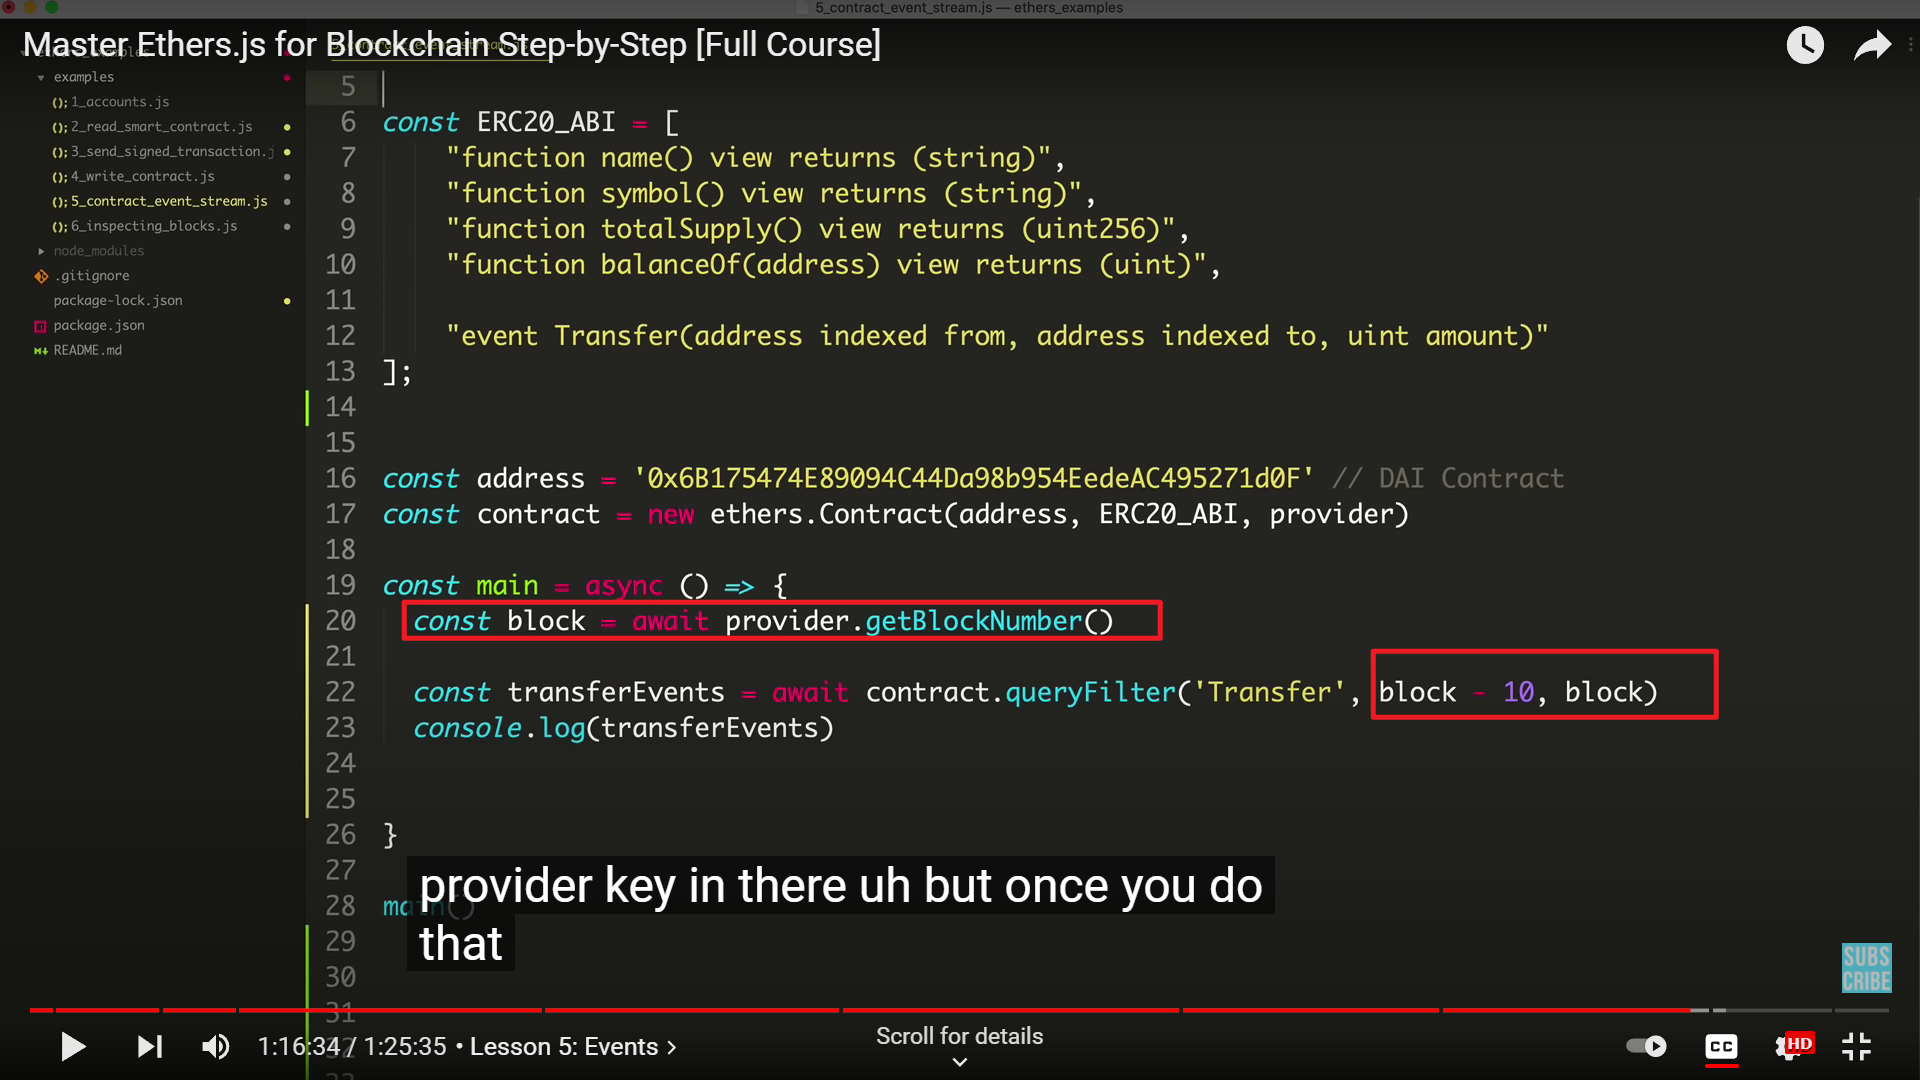 5_contract_event_stream.js — ethers_examples
Master Ethers.js for Blockchain Step-by-Step [Full Course]
examples
1_accounts.js
2_read_smart_contract.js
3_send_signed_transaction.j
4_write_contract.js
5_contract_event_stream.js
6_inspecting_blocks.js
node_modules
.gitignore
package-lock.json
package.json
README.md
5
6 const ERC20_ABI = [
7 "function name() view returns (string)",
8 "function symbol() view returns (string)",
9 "function totalSupply() view returns (uint256)",
10 "function balanceOf(address) view returns (uint)",
11
12 "event Transfer(address indexed from, address indexed to, uint amount)"
13 ];
14
15
16 const address = '0x6B175474E89094C44Da98b954EedeAC495271d0F' // DAI Contract
17 const contract = new ethers.Contract(address, ERC20_ABI, provider)
18
19 const main = async () => {
20 const block = await provider.getBlockNumber()
21
22 const transferEvents = await contract.queryFilter('Transfer', block - 10, block)
23 console.log(transferEvents)
24
25
26 }
27
28 main()
29
30
31
32
33
provider key in there uh but once you do
that
SUBS
CRIBE
1:16:34 / 1:25:35 • Lesson 5: Events
Scroll for details
CC
HD